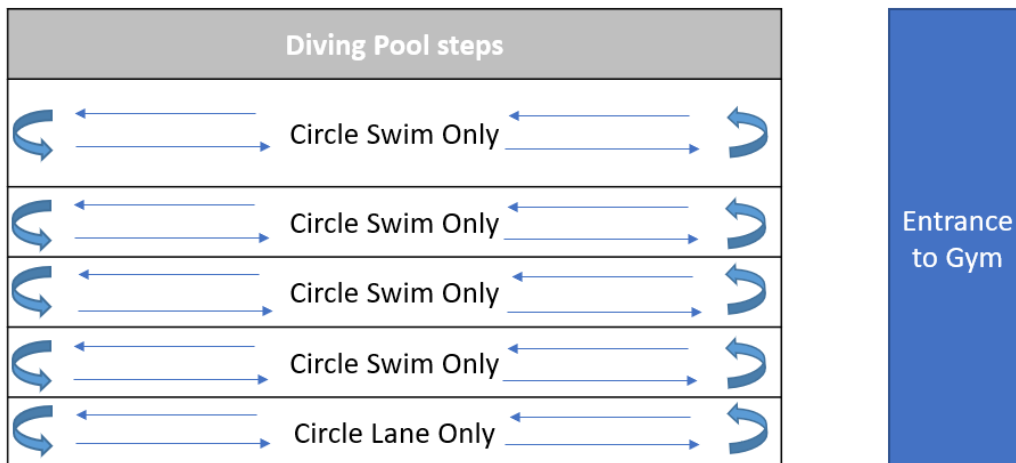 Diving Pool steps
Circle Swim Only
Circle Swim Only
Circle Swim Only
Circle Swim Only
Circle Lane Only
Entrance
to Gym